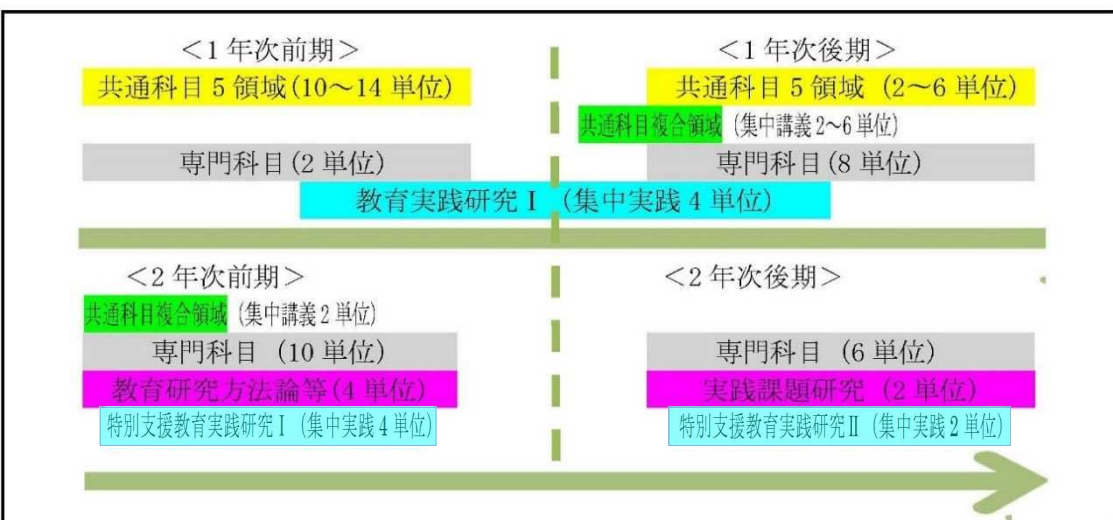 <1年次前期>
<1年次後期>
共通科目5領域(10~14単位)
共通科目5領域 (2~6単位)
共通科目複合領域 (集中講義2~6単位)
専門科目(2単位)
専門科目(8単位)
教育実践研究Ⅰ (集中実践4単位)
<2年次前期>
<2年次後期>
共通科目複合領域 (集中講義2単位)
専門科目 (10単位)
専門科目 (6単位)
教育研究方法論等(4単位)
実践課題研究 (2単位)
特別支援教育実践研究Ⅰ (集中実践4単位)
特別支援教育実践研究Ⅱ (集中実践2単位)